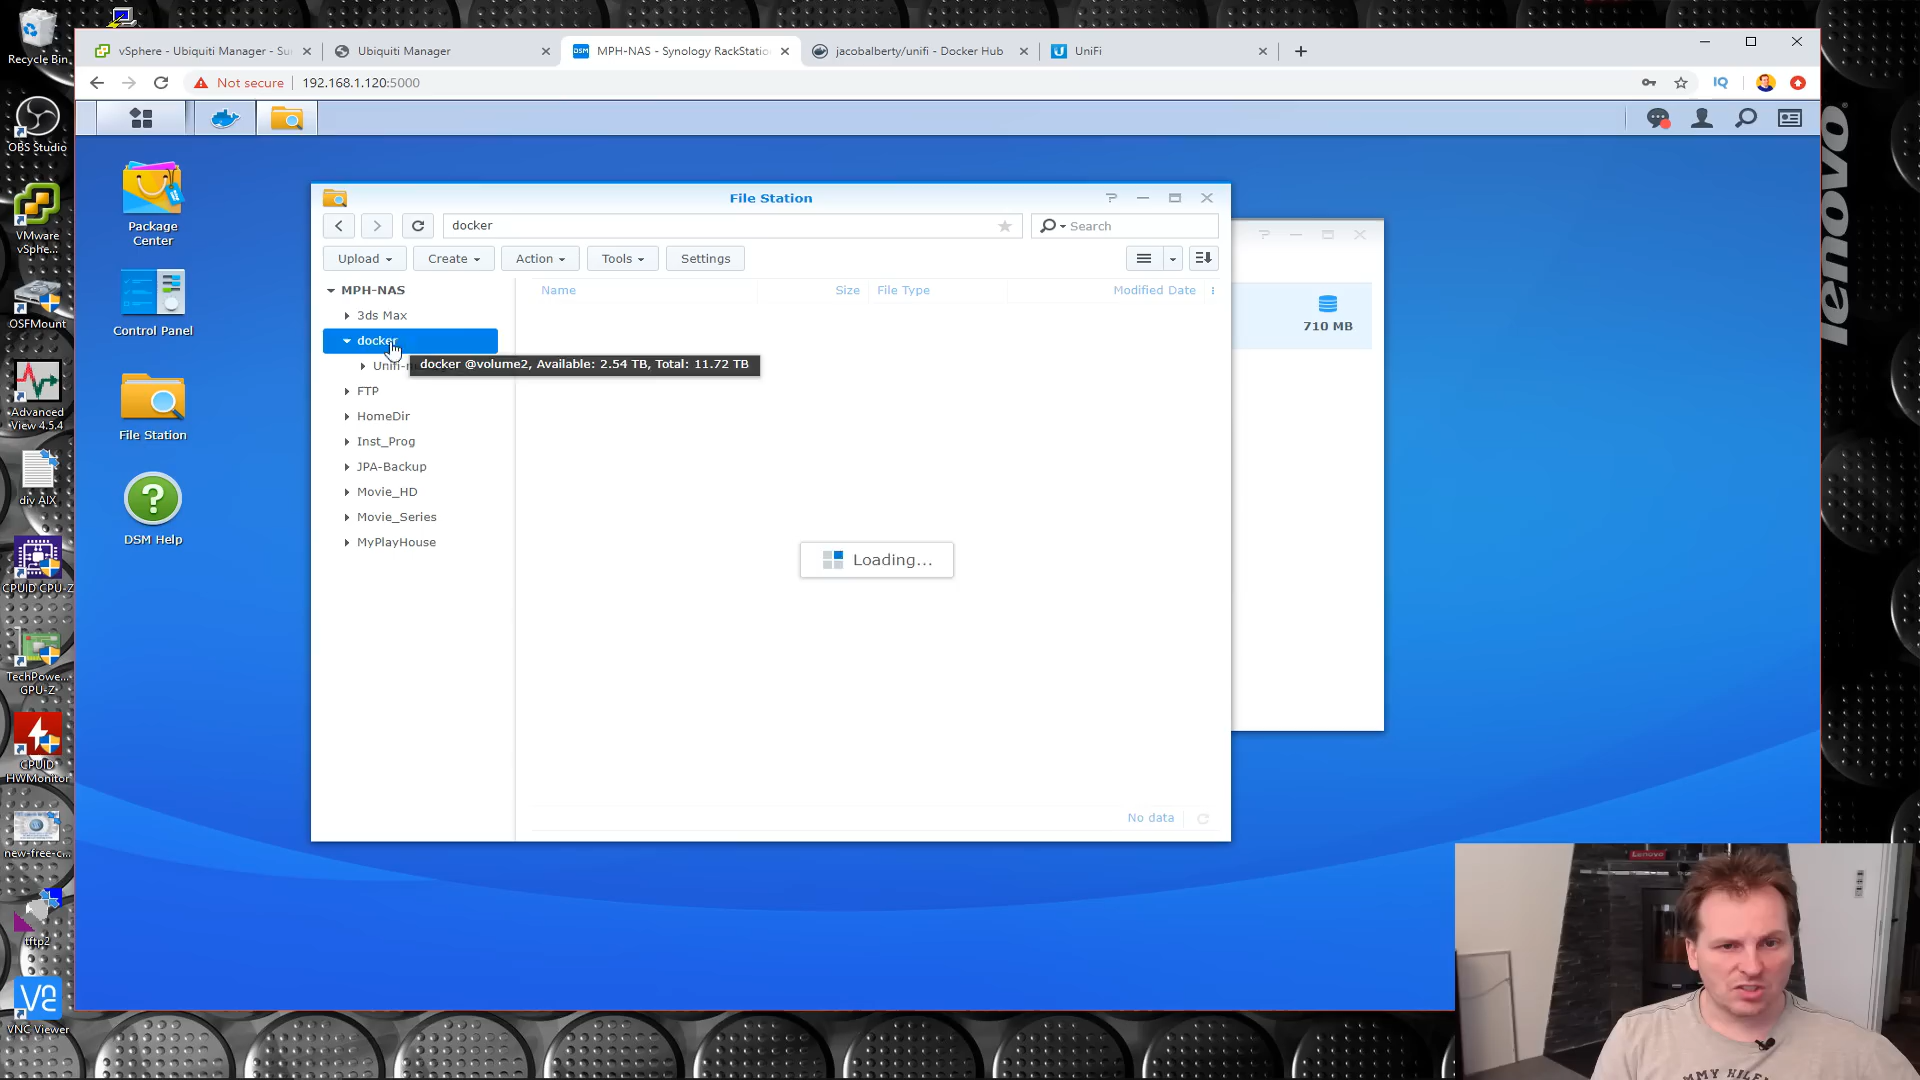 Recycle Bin
OBS Studio
VMware
vSphe...
OSFMount
Advanced
View 4.5.4
div AIX
CPUID CPU-Z
TechPowe...
GPU-Z
CPUID
HWMonitor
new-free-c...
tftp2
VNC Viewer
vSphere - Ubiquiti Manager - Su
Ubiquiti Manager
DSM
MPH-NAS - Synology RackStatio
jacobalberty/unifi - Docker Hub
UniFi
Not secure
192.168.1.120:5000
IQ
Package
Center
Control Panel
File Station
DSM Help
File Station
docker
Search
Upload
Create
Action
Tools
Settings
MPH-NAS
3ds Max
docker
Unifi-
docker @volume2, Available: 2.54 TB, Total: 11.72 TB
FTP
HomeDir
Inst_Prog
JPA-Backup
Movie_HD
Movie_Series
MyPlayHouse
Name
Size
File Type
Modified Date
Loading...
No data
710 MB
lenovo
Lenovo